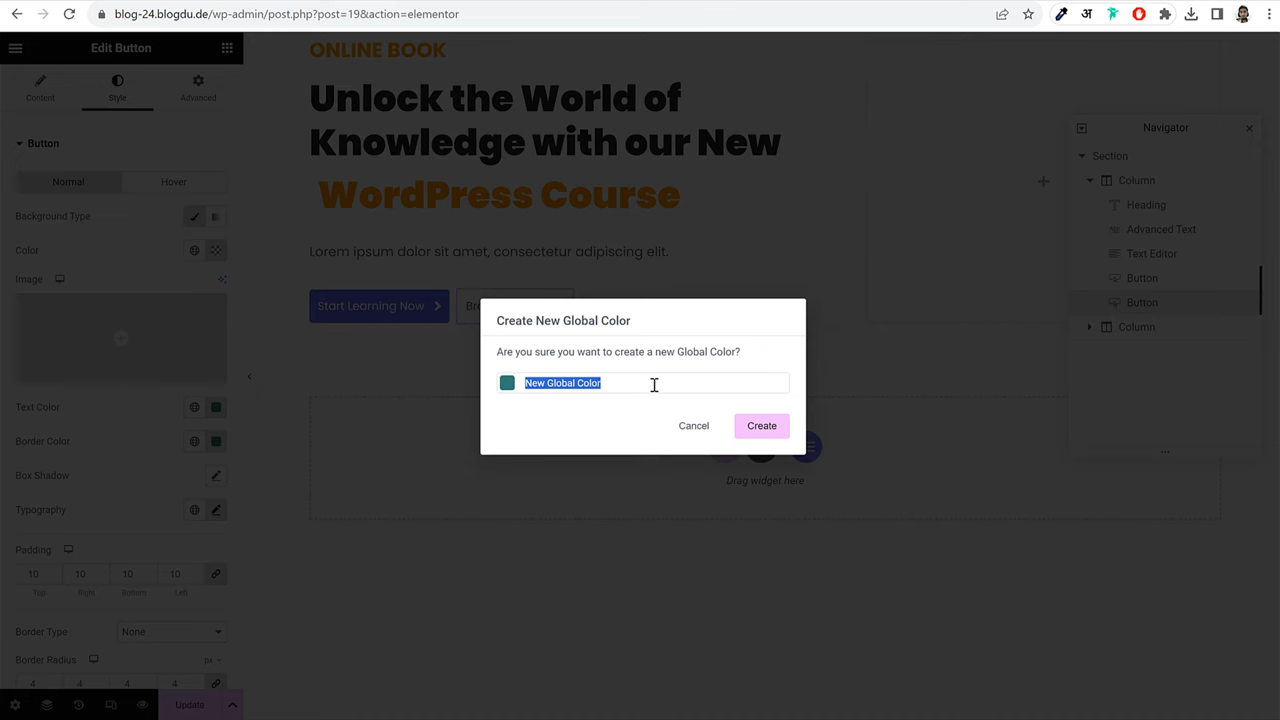 blog-24.blogdu.de/wp-admin/post.php?post=19&action=elementor
अ
Edit Button
Content
Style
Advanced
Button
Normal
Hover
Background Type
Color
Image
Text Color
Border Color
Box Shadow
Typography
Padding
10
10
10
10
Top
Right
Bottom
Left
Border Type
None
Border Radius
px
4
4
4
4
Update
ONLINE BOOK
Unlock the World of
Knowledge with our New
WordPress Course
Lorem ipsum dolor sit amet, consectetur adipiscing elit.
Start Learning Now
Create New Global Color
Are you sure you want to create a new Global Color?
New Global Color
Cancel
Create
Drag widget here
Navigator
Section
Column
Heading
Advanced Text
Text Editor
Button
Button
Column